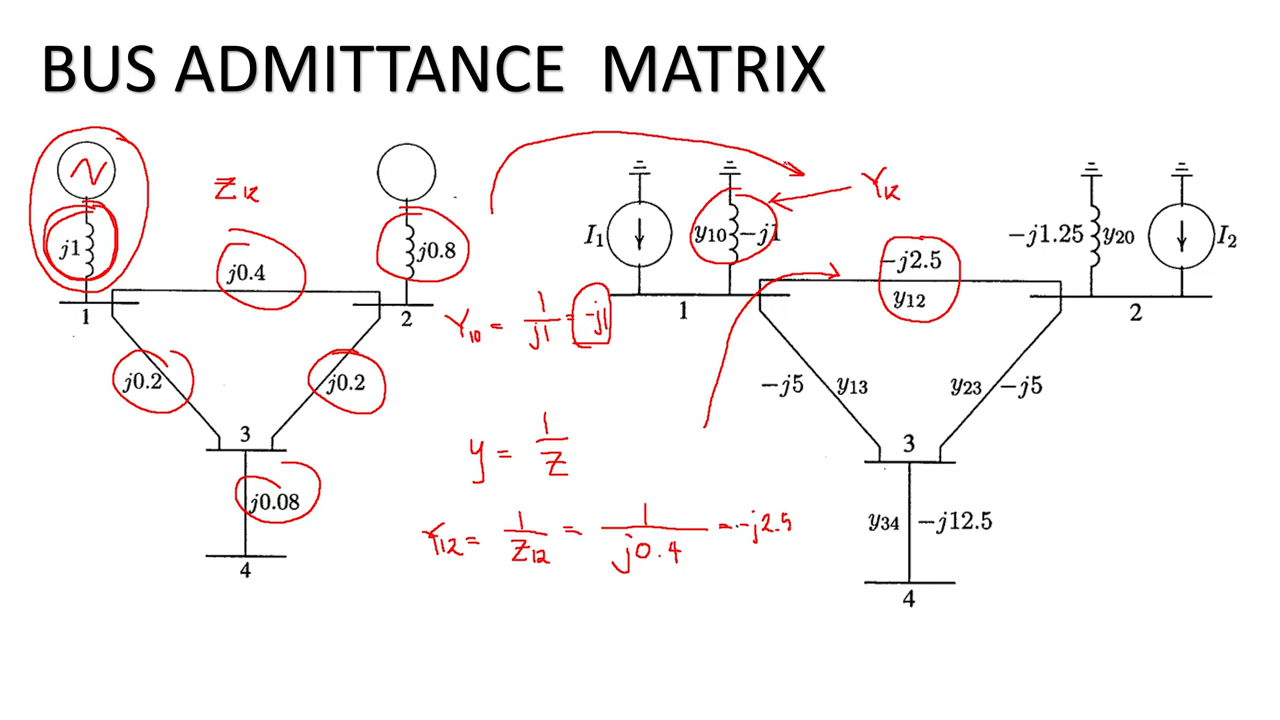 BUS ADMITTANCE MATRIX
Z12
j1
j0.8
j0.4
1
2
j0.2
j0.2
3
j0.08
4
Y10 = 1/j1 = -j1
y = 1/Z
Y12 = 1/Z12 = 1/j0.4 = -j2.5
Y12
I1
y10
−j1
−j1.25
y20
I2
−j2.5
y12
1
2
−j5
y13
y23
−j5
3
y34
−j12.5
4